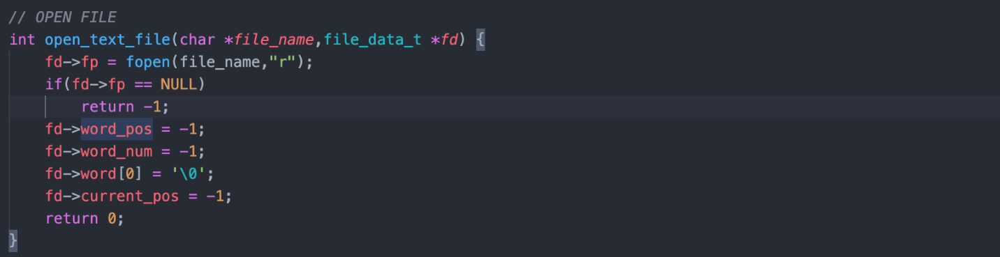 // OPEN FILE
int open_text_file(char *file_name,file_data_t *fd) {
    fd->fp = fopen(file_name,"r");
    if(fd->fp == NULL)
        return -1;
    fd->word_pos = -1;
    fd->word_num = -1;
    fd->word[0] = '\0';
    fd->current_pos = -1;
    return 0;
}